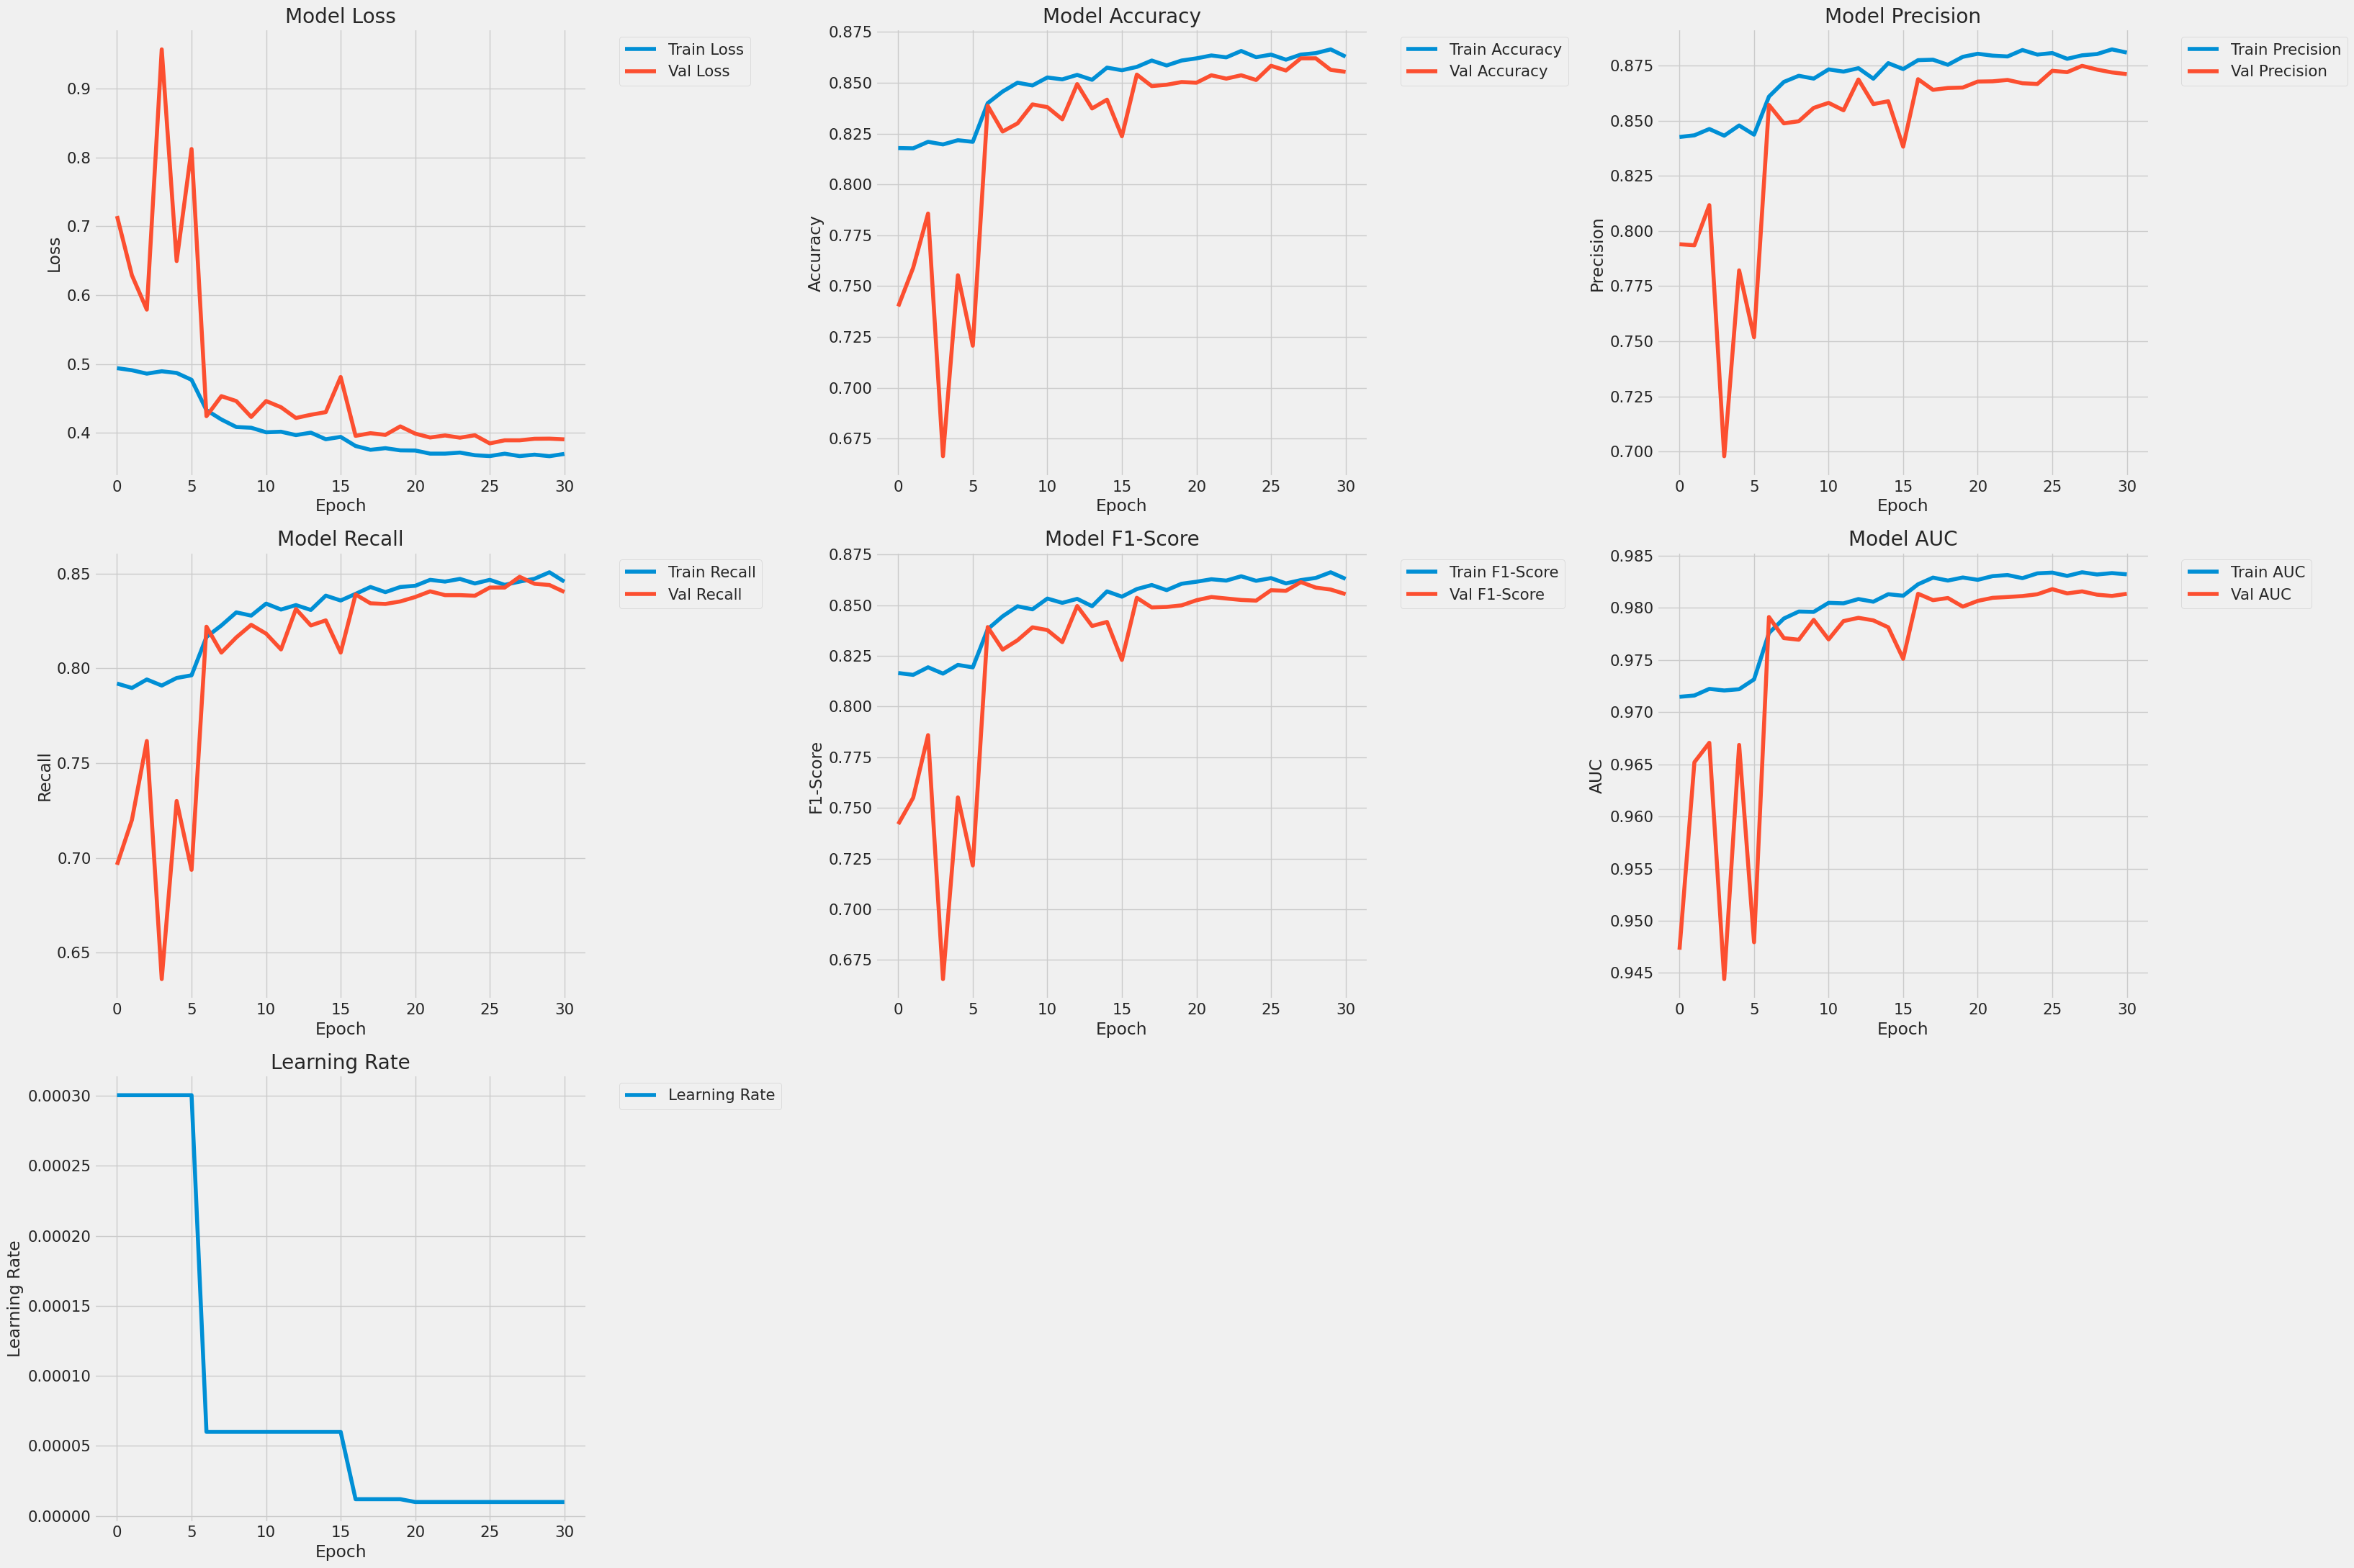 Model Loss
Train Loss
Val Loss
0.9
0.8
0.7
0.6
0.5
0.4
Loss
0 5 10 15 20 25 30
Epoch
Model Accuracy
Train Accuracy
Val Accuracy
0.875
0.850
0.825
0.800
0.775
0.750
0.725
0.700
0.675
Accuracy
0 5 10 15 20 25 30
Epoch
Model Precision
Train Precision
Val Precision
0.875
0.850
0.825
0.800
0.775
0.750
0.725
0.700
Precision
0 5 10 15 20 25 30
Epoch
Model Recall
Train Recall
Val Recall
0.85
0.80
0.75
0.70
0.65
Recall
0 5 10 15 20 25 30
Epoch
Model F1-Score
Train F1-Score
Val F1-Score
0.875
0.850
0.825
0.800
0.775
0.750
0.725
0.700
0.675
F1-Score
0 5 10 15 20 25 30
Epoch
Model AUC
Train AUC
Val AUC
0.985
0.980
0.975
0.970
0.965
0.960
0.955
0.950
0.945
AUC
0 5 10 15 20 25 30
Epoch
Learning Rate
Learning Rate
0.00030
0.00025
0.00020
0.00015
0.00010
0.00005
0.00000
Learning Rate
0 5 10 15 20 25 30
Epoch